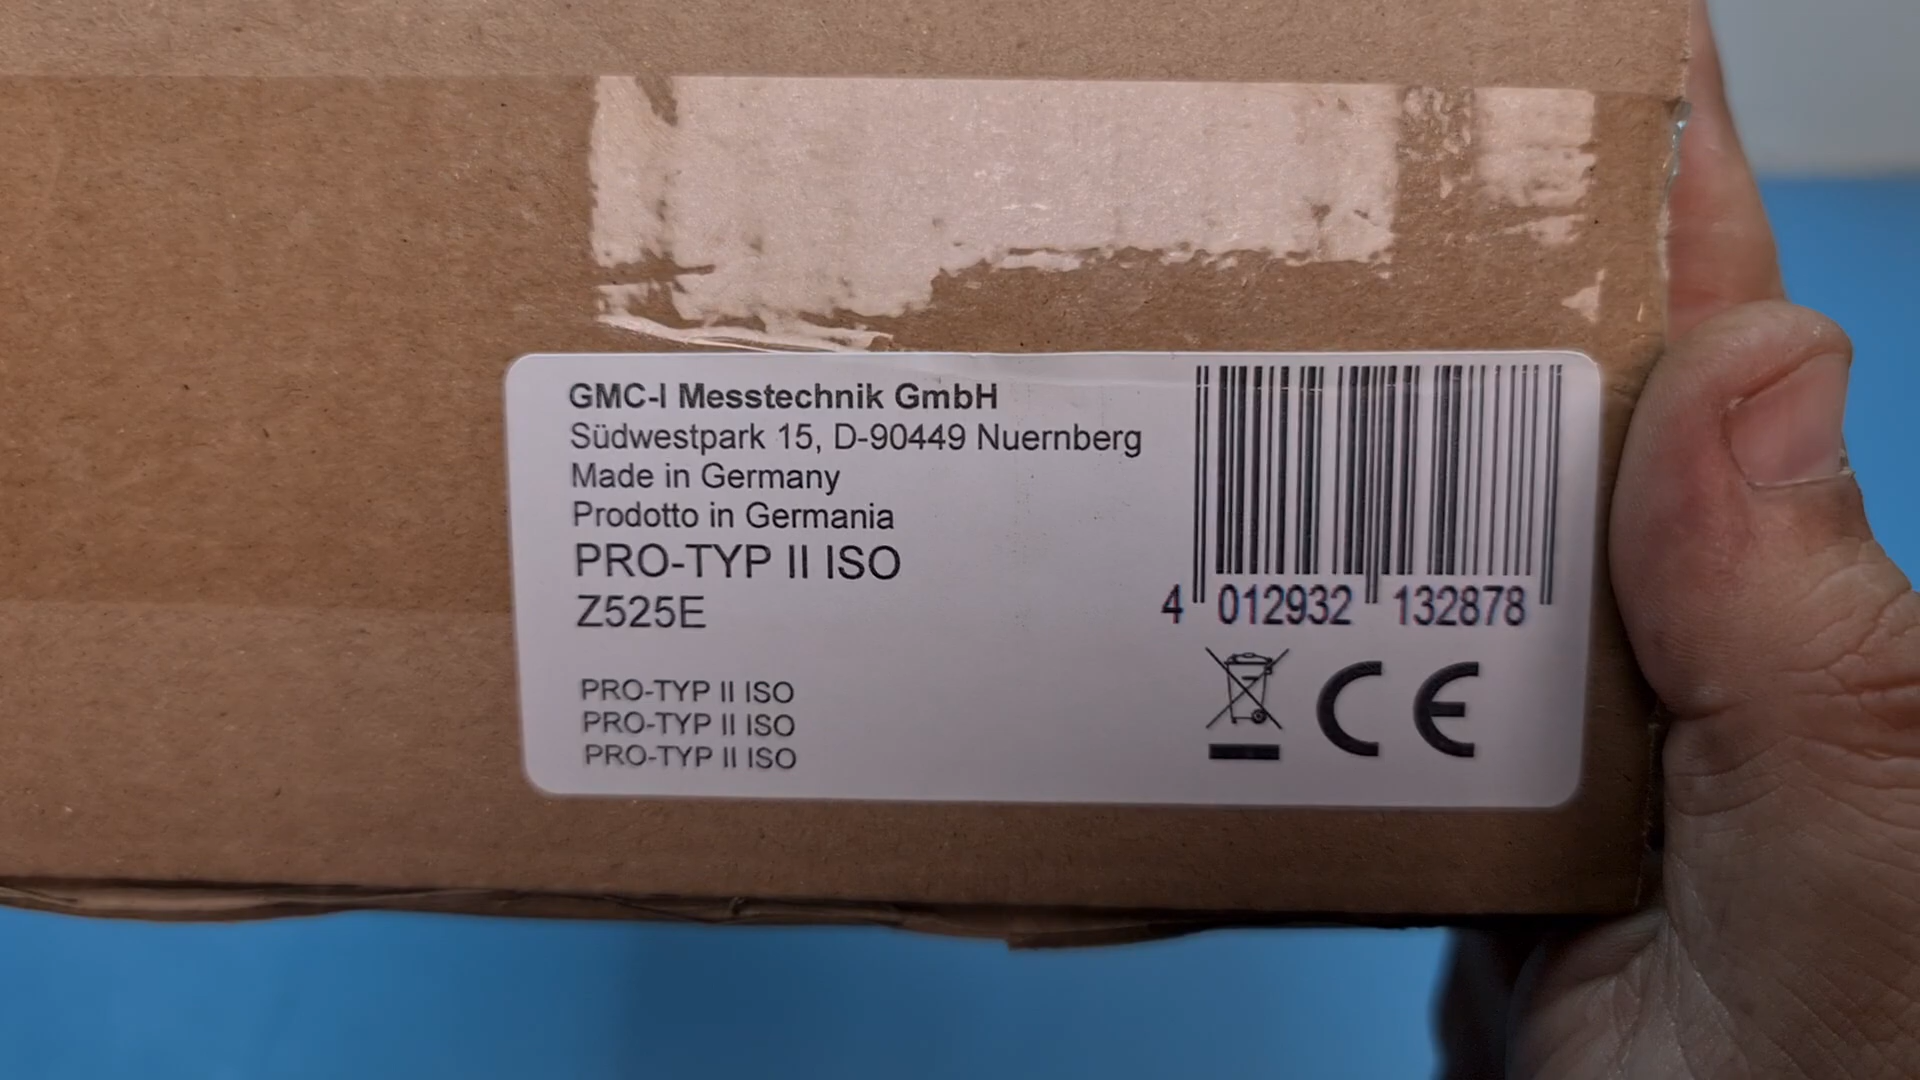 GMC-I Messtechnik GmbH
Südwestpark 15, D-90449 Nuernberg
Made in Germany
Prodotto in Germania
PRO-TYP II ISO
Z525E
PRO-TYP II ISO
PRO-TYP II ISO
PRO-TYP II ISO
4 012932 132878
CE